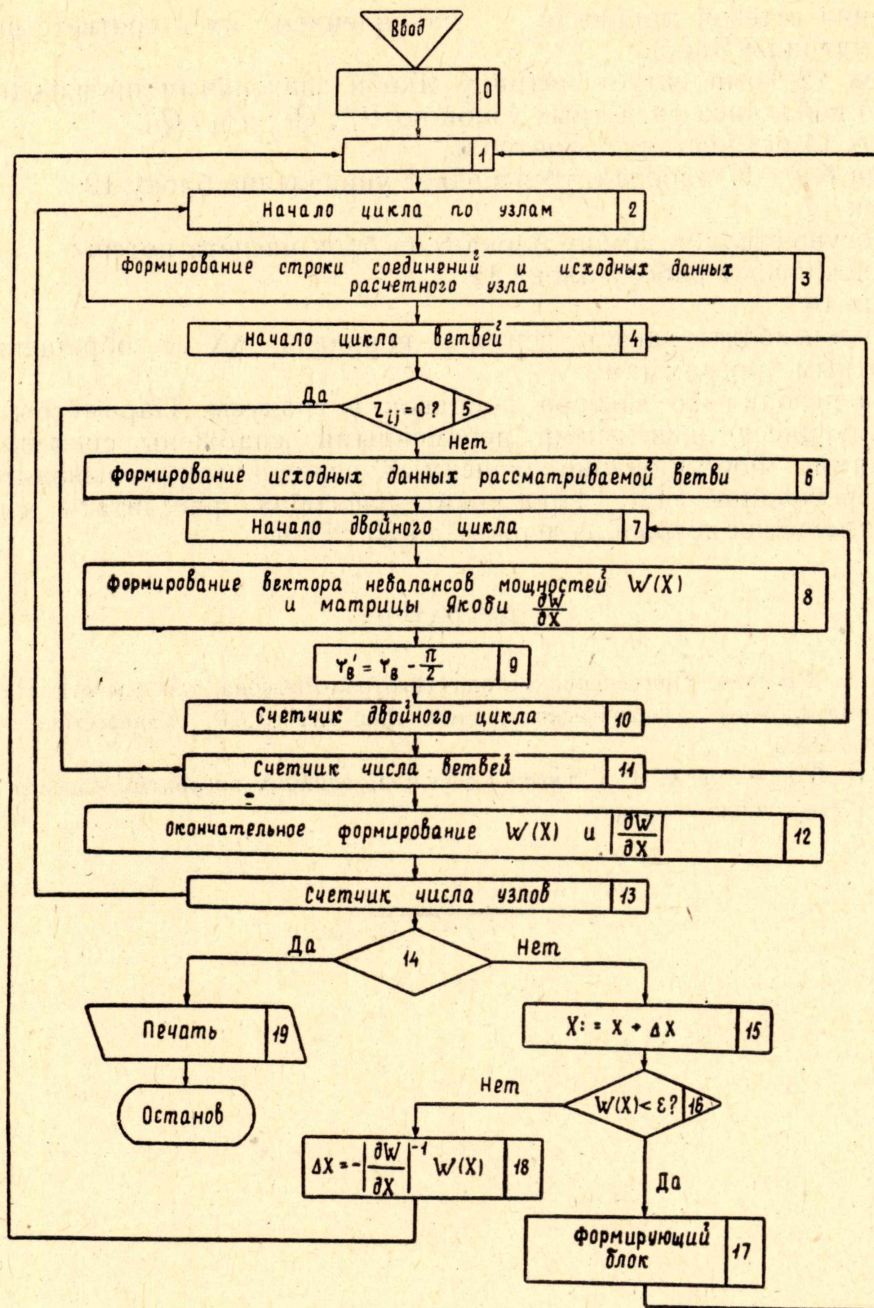 Ввод
0
1
Начало цикла по узлам 2
Формирование строки соединений и исходных данных
расчетного узла 3
Начало цикла ветвей 4
Да
Z_ij = 0? 5
Нет
Формирование исходных данных рассматриваемой ветви 6
Начало двойного цикла 7
Формирование вектора небалансов мощностей W(X)
и матрицы Якоби ∂W/∂X 8
Ψ'_в = Ψ_в - π/2 9
Счетчик двойного цикла 10
Счетчик числа ветвей 11
Окончательное формирование W(X) и |∂W/∂X| 12
Счетчик числа узлов 13
Да
14
Нет
Печать 19
X: = X + ΔX 15
Останов
Нет
W(X) < ε? 16
ΔX = -|∂W/∂X|⁻¹ W(X) 18
Да
Формирующий
блок 17